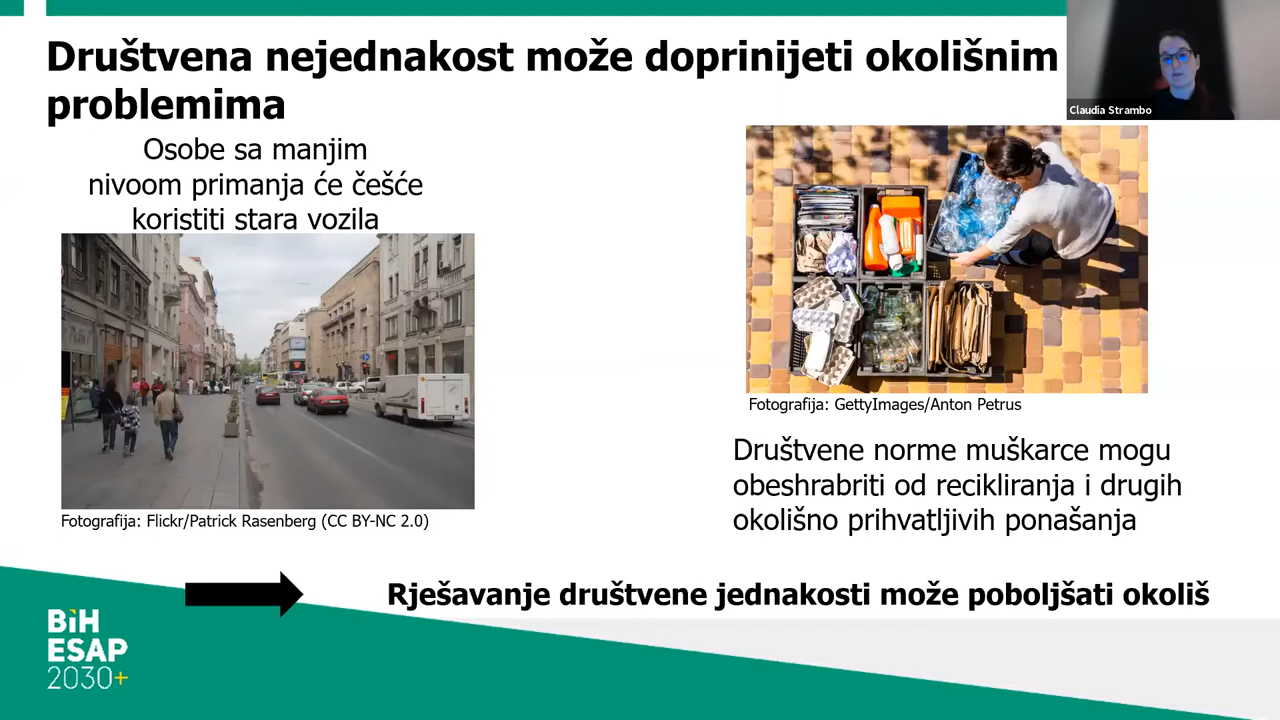 Društvena nejednakost može doprinijeti okolišnim
problemima
Claudia Strambo
Osobe sa manjim
nivoom primanja će češće
koristiti stara vozila
Fotografija: Flickr/Patrick Rasenberg (CC BY-NC 2.0)
Fotografija: GettyImages/Anton Petrus
Društvene norme muškarce mogu
obeshrabriti od recikliranja i drugih
okolišno prihvatljivih ponašanja
Rješavanje društvene jednakosti može poboljšati okoliš
BiH
ESAP
2030+